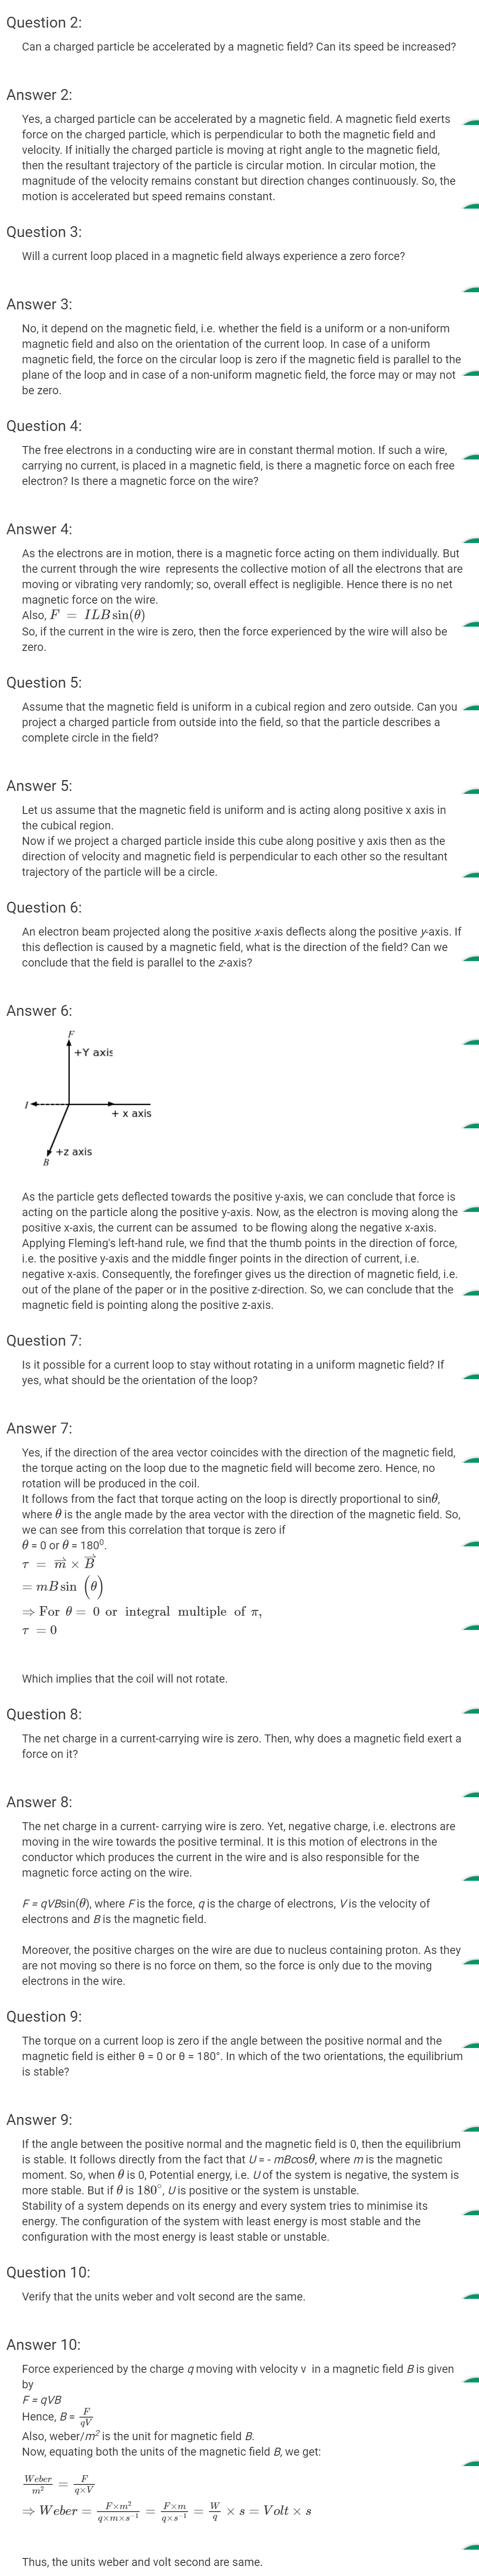 Question 2:
Can a charged particle be accelerated by a magnetic field? Can its speed be increased?
Answer 2:
Yes, a charged particle can be accelerated by a magnetic field. A magnetic field exerts
force on the charged particle, which is perpendicular to both the magnetic field and
velocity. If initially the charged particle is moving at right angle to the magnetic field,
then the resultant trajectory of the particle is circular motion. In circular motion, the
magnitude of the velocity remains constant but direction changes continuously. So, the
motion is accelerated but speed remains constant.
Question 3:
Will a current loop placed in a magnetic field always experience a zero force?
Answer 3:
No, it depend on the magnetic field, i.e. whether the field is a uniform or a non-uniform
magnetic field and also on the orientation of the current loop. In case of a uniform
magnetic field, the force on the circular loop is zero if the magnetic field is parallel to the
plane of the loop and in case of a non-uniform magnetic field, the force may or may not
be zero.
Question 4:
The free electrons in a conducting wire are in constant thermal motion. If such a wire,
carrying no current, is placed in a magnetic field, is there a magnetic force on each free
electron? Is there a magnetic force on the wire?
Answer 4:
As the electrons are in motion, there is a magnetic force acting on them individually. But
the current through the wire represents the collective motion of all the electrons that are
moving or vibrating very randomly; so, overall effect is negligible. Hence there is no net
magnetic force on the wire.
Also, F = ILB sin(θ)
So, if the current in the wire is zero, then the force experienced by the wire will also be
zero.
Question 5:
Assume that the magnetic field is uniform in a cubical region and zero outside. Can you
project a charged particle from outside into the field, so that the particle describes a
complete circle in the field?
Answer 5:
Let us assume that the magnetic field is uniform and is acting along positive x axis in
the cubical region.
Now if we project a charged particle inside this cube along positive y axis then as the
direction of velocity and magnetic field is perpendicular to each other so the resultant
trajectory of the particle will be a circle.
Question 6:
An electron beam projected along the positive x-axis deflects along the positive y-axis. If
this deflection is caused by a magnetic field, what is the direction of the field? Can we
conclude that the field is parallel to the z-axis?
Answer 6:
F
+Y axis
I
+ x axis
+z axis
B
As the particle gets deflected towards the positive y-axis, we can conclude that force is
acting on the particle along the positive y-axis. Now, as the electron is moving along the
positive x-axis, the current can be assumed to be flowing along the negative x-axis.
Applying Fleming's left-hand rule, we find that the thumb points in the direction of force,
i.e. the positive y-axis and the middle finger points in the direction of current, i.e.
negative x-axis. Consequently, the forefinger gives us the direction of magnetic field, i.e.
out of the plane of the paper or in the positive z-direction. So, we can conclude that the
magnetic field is pointing along the positive z-axis.
Question 7:
Is it possible for a current loop to stay without rotating in a uniform magnetic field? If
yes, what should be the orientation of the loop?
Answer 7:
Yes, if the direction of the area vector coincides with the direction of the magnetic field,
the torque acting on the loop due to the magnetic field will become zero. Hence, no
rotation will be produced in the coil.
It follows from the fact that torque acting on the loop is directly proportional to sinθ,
where θ is the angle made by the area vector with the direction of the magnetic field. So,
we can see from this correlation that torque is zero if
θ = 0 or θ = 180⁰.
τ = m⃗ × B⃗
= mB sin (θ)
⇒ For θ = 0 or integral multiple of π,
τ = 0
Which implies that the coil will not rotate.
Question 8:
The net charge in a current-carrying wire is zero. Then, why does a magnetic field exert a
force on it?
Answer 8:
The net charge in a current- carrying wire is zero. Yet, negative charge, i.e. electrons are
moving in the wire towards the positive terminal. It is this motion of electrons in the
conductor which produces the current in the wire and is also responsible for the
magnetic force acting on the wire.
F = qVBsin(θ), where F is the force, q is the charge of electrons, V is the velocity of
electrons and B is the magnetic field.
Moreover, the positive charges on the wire are due to nucleus containing proton. As they
are not moving so there is no force on them, so the force is only due to the moving
electrons in the wire.
Question 9:
The torque on a current loop is zero if the angle between the positive normal and the
magnetic field is either θ = 0 or θ = 180°. In which of the two orientations, the equilibrium
is stable?
Answer 9:
If the angle between the positive normal and the magnetic field is 0, then the equilibrium
is stable. It follows directly from the fact that U = - mBcosθ, where m is the magnetic
moment. So, when θ is 0, Potential energy, i.e. U of the system is negative, the system is
more stable. But if θ is 180°, U is positive or the system is unstable.
Stability of a system depends on its energy and every system tries to minimise its
energy. The configuration of the system with least energy is most stable and the
configuration with the most energy is least stable or unstable.
Question 10:
Verify that the units weber and volt second are the same.
Answer 10:
Force experienced by the charge q moving with velocity v in a magnetic field B is given
by
F = qVB
Hence, B = F/qV
Also, weber/m² is the unit for magnetic field B.
Now, equating both the units of the magnetic field B, we get:
Weber/m² = F/q×V
⇒ Weber = F×m²/q×m×s⁻¹ = F×m/q×s⁻¹ = W/q × s = Volt × s
Thus, the units weber and volt second are same.